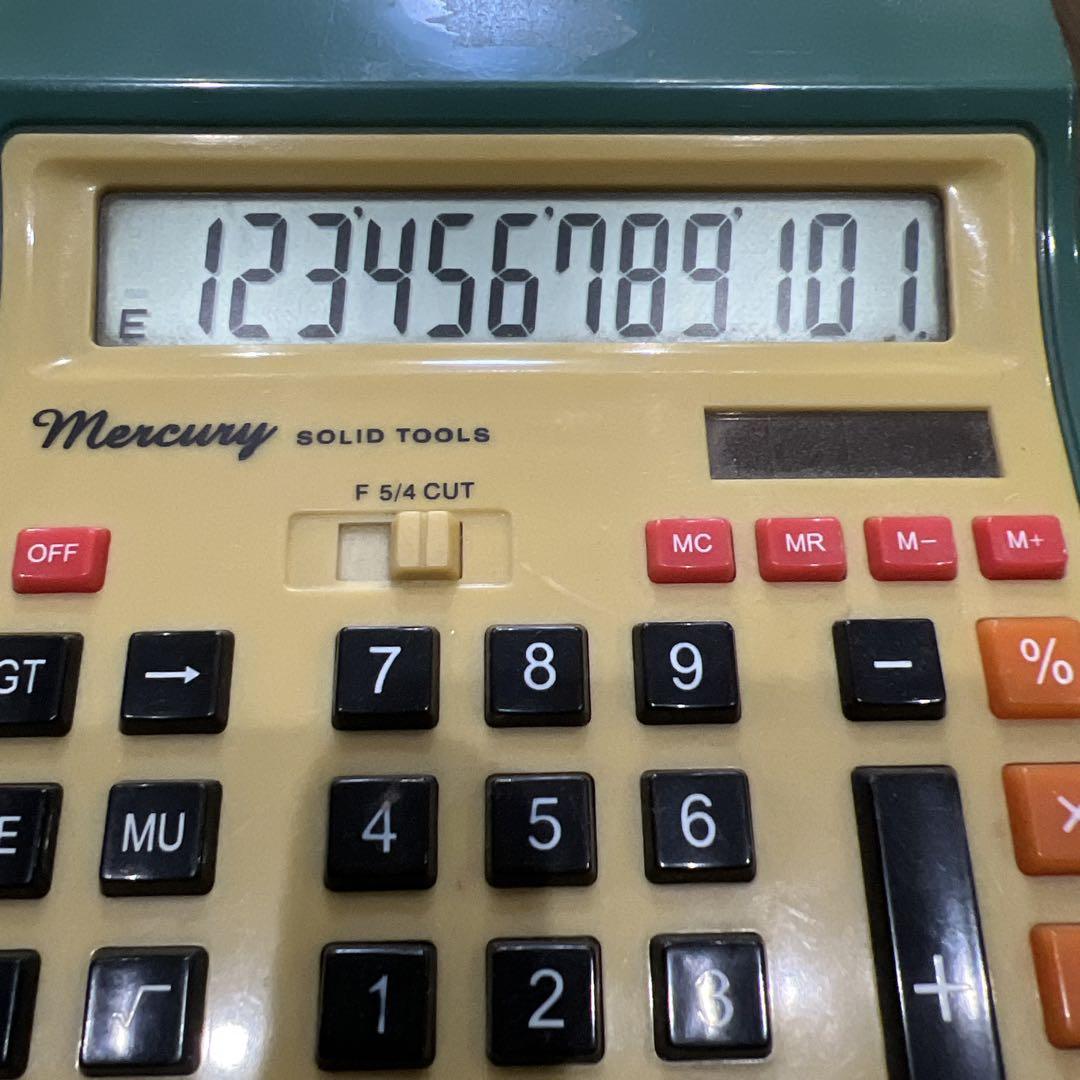 123'456'789'101.
E
Mercury SOLID TOOLS
F 5/4 CUT
OFF MC MR M− M+
GT → 7 8 9 − %
E MU 4 5 6 ×
√ 1 2 3 +